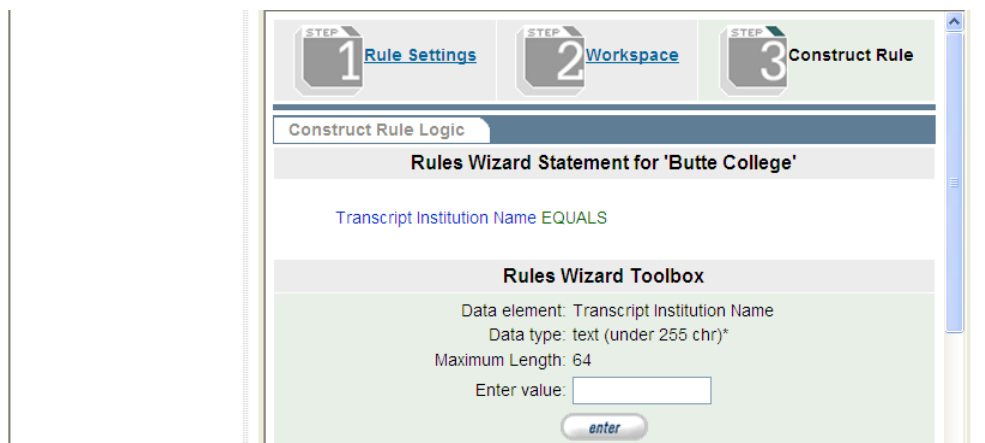 STEP 1 Rule Settings STEP 2 Workspace STEP 3 Construct Rule
Construct Rule Logic
Rules Wizard Statement for 'Butte College'
Transcript Institution Name EQUALS
Rules Wizard Toolbox
Data element: Transcript Institution Name
Data type: text (under 255 chr)*
Maximum Length: 64
Enter value:
enter